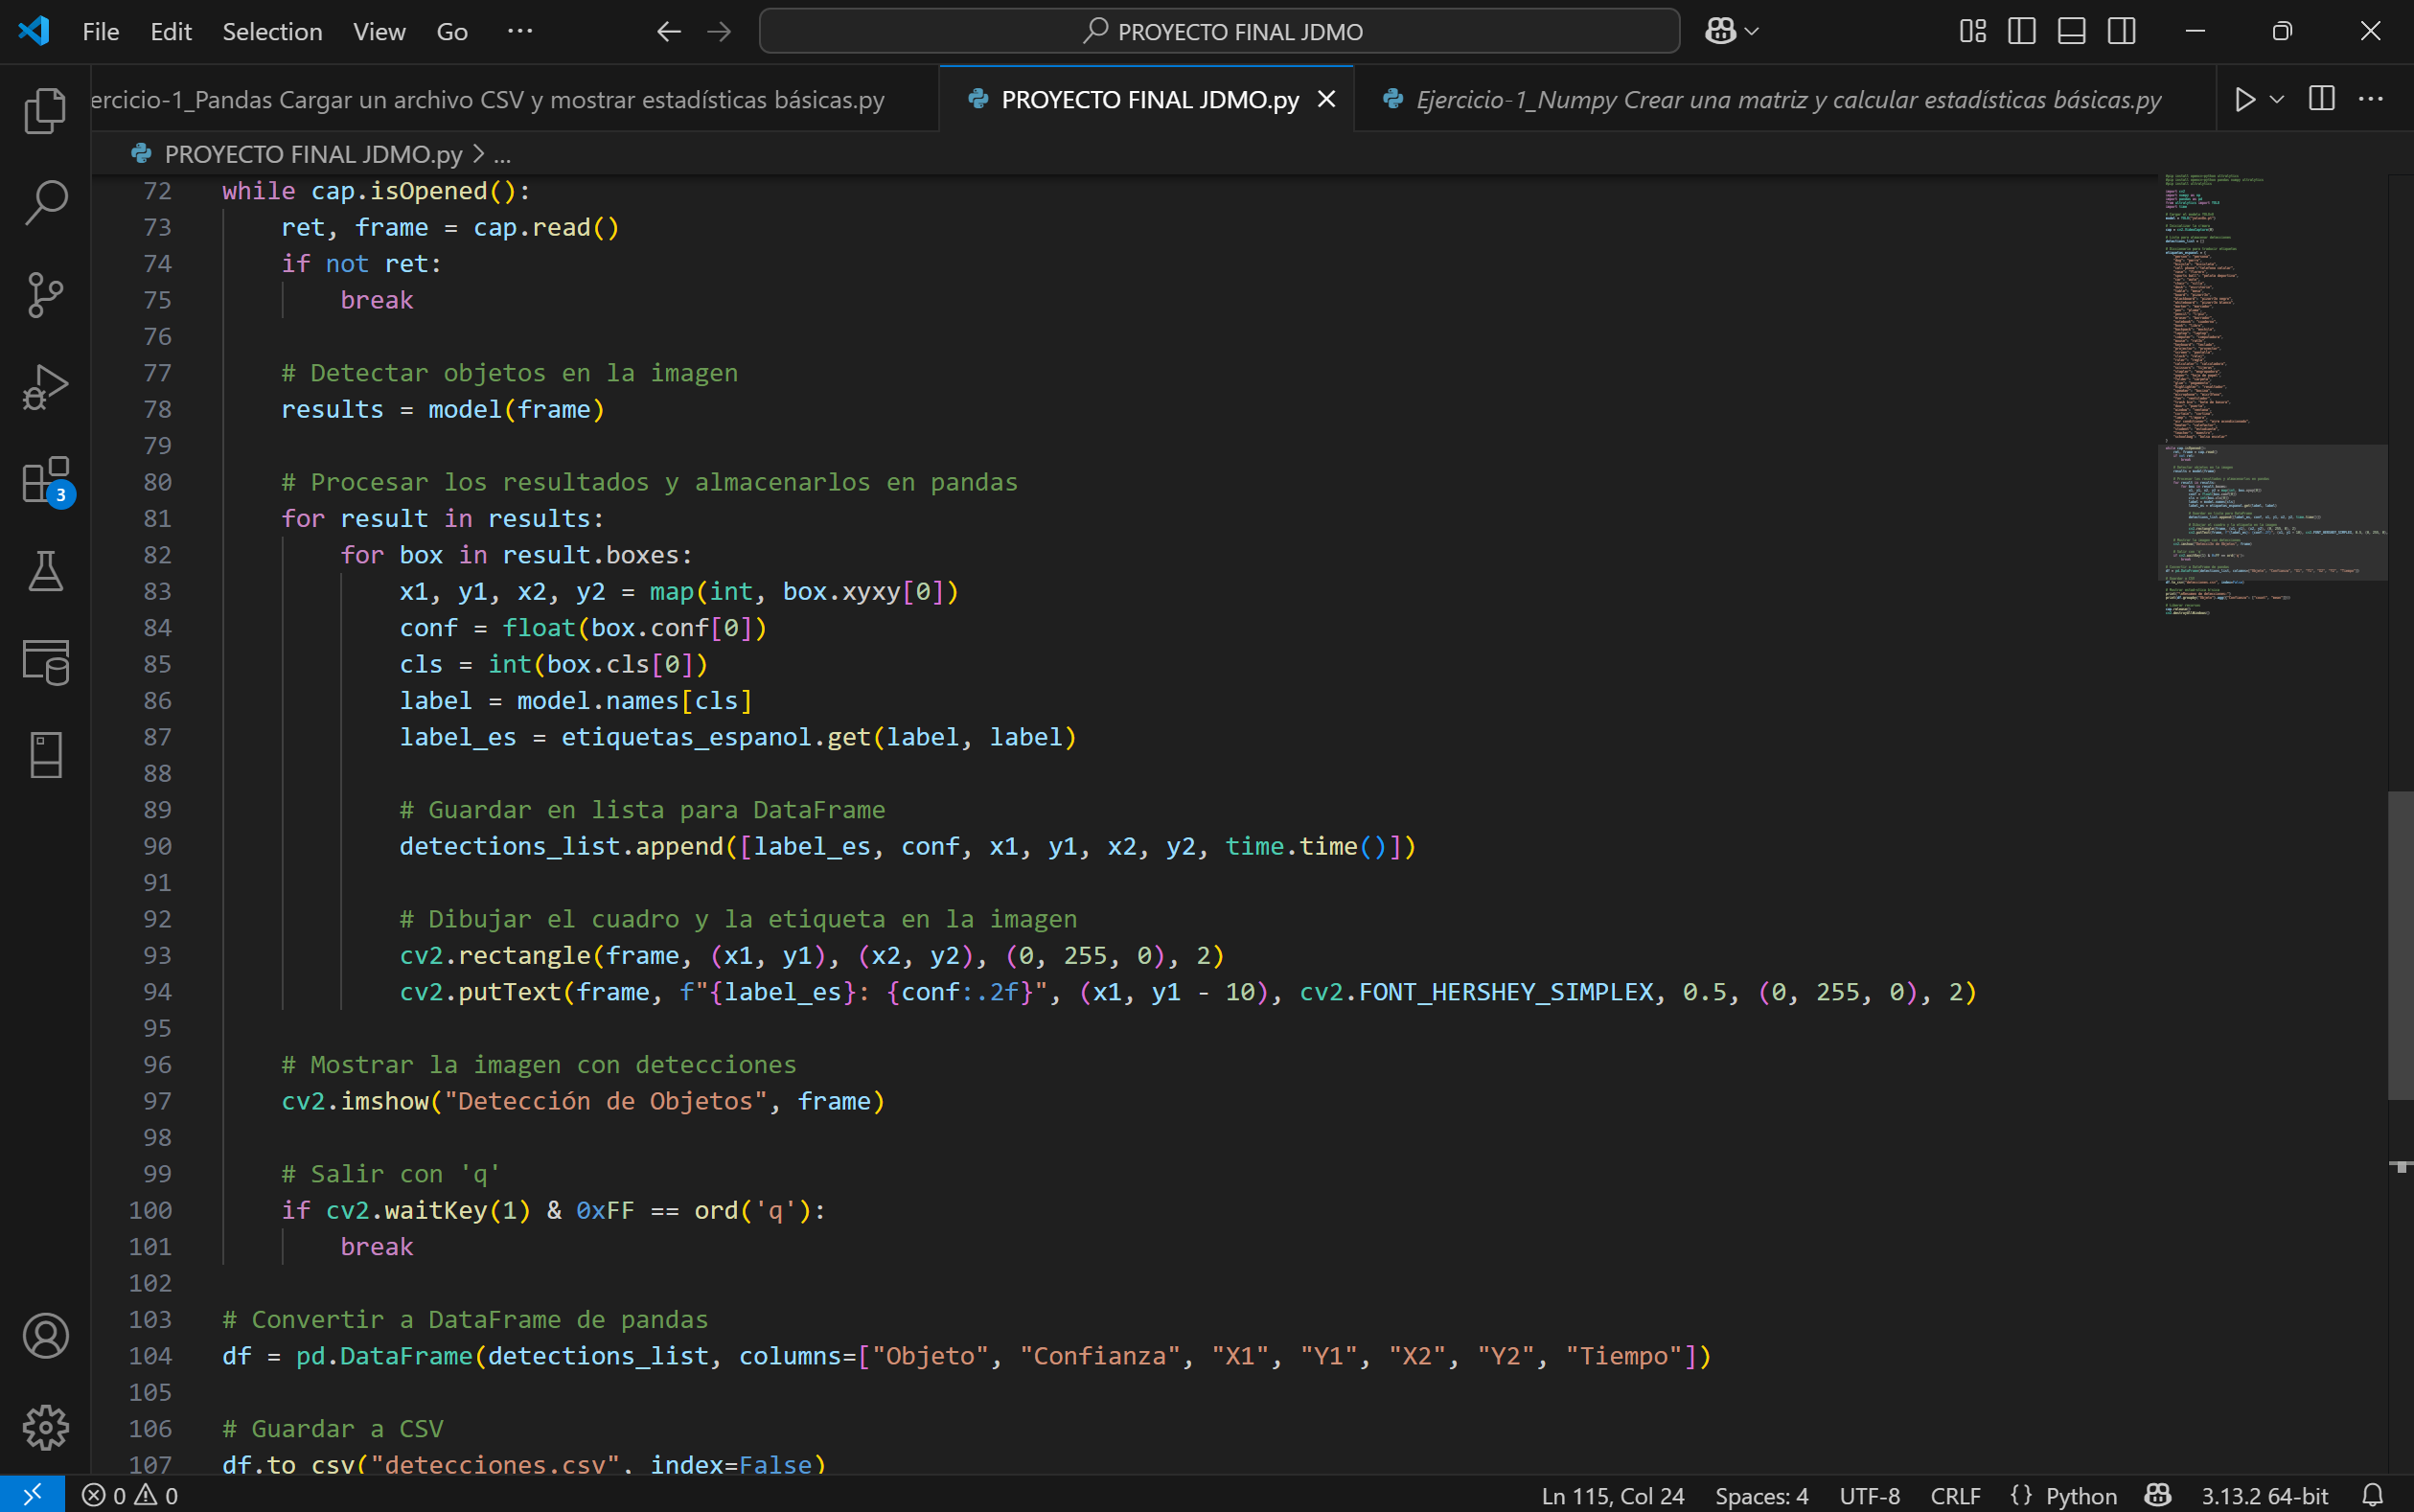 File Edit Selection View Go ··· PROYECTO FINAL JDMO
ercicio-1_Pandas Cargar un archivo CSV y mostrar estadísticas básicas.py PROYECTO FINAL JDMO.py Ejercicio-1_Numpy Crear una matriz y calcular estadísticas básicas.py
PROYECTO FINAL JDMO.py > ...
72 while cap.isOpened():
73     ret, frame = cap.read()
74     if not ret:
75         break
76
77     # Detectar objetos en la imagen
78     results = model(frame)
79
80     # Procesar los resultados y almacenarlos en pandas
81     for result in results:
82         for box in result.boxes:
83             x1, y1, x2, y2 = map(int, box.xyxy[0])
84             conf = float(box.conf[0])
85             cls = int(box.cls[0])
86             label = model.names[cls]
87             label_es = etiquetas_espanol.get(label, label)
88
89             # Guardar en lista para DataFrame
90             detections_list.append([label_es, conf, x1, y1, x2, y2, time.time()])
91
92             # Dibujar el cuadro y la etiqueta en la imagen
93             cv2.rectangle(frame, (x1, y1), (x2, y2), (0, 255, 0), 2)
94             cv2.putText(frame, f"{label_es}: {conf:.2f}", (x1, y1 - 10), cv2.FONT_HERSHEY_SIMPLEX, 0.5, (0, 255, 0), 2)
95
96     # Mostrar la imagen con detecciones
97     cv2.imshow("Detección de Objetos", frame)
98
99     # Salir con 'q'
100     if cv2.waitKey(1) & 0xFF == ord('q'):
101         break
102
103 # Convertir a DataFrame de pandas
104 df = pd.DataFrame(detections_list, columns=["Objeto", "Confianza", "X1", "Y1", "X2", "Y2", "Tiempo"])
105
106 # Guardar a CSV
107 df.to_csv("detecciones.csv", index=False)
3
0 0 Ln 115, Col 24 Spaces: 4 UTF-8 CRLF {} Python 3.13.2 64-bit